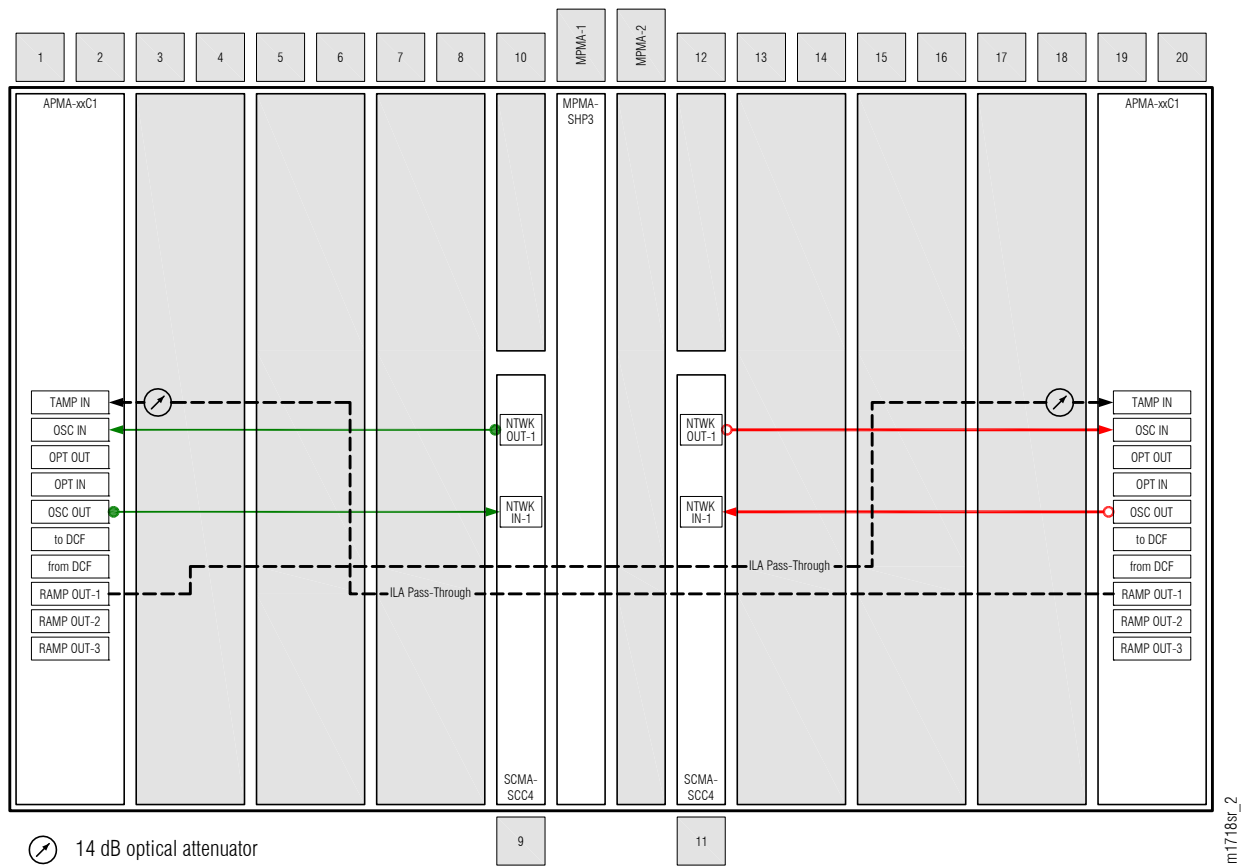 1 2 3 4 5 6 7 8 10 MPMA-1 MPMA-2 12 13 14 15 16 17 18 19 20
APMA-xxC1
MPMA-
SHP3
APMA-xxC1
TAMP IN
OSC IN
OPT OUT
OPT IN
OSC OUT
to DCF
from DCF
RAMP OUT-1
RAMP OUT-2
RAMP OUT-3
NTWK
OUT-1
NTWK
IN-1
SCMA-
SCC4
NTWK
OUT-1
NTWK
IN-1
SCMA-
SCC4
ILA Pass-Through
ILA Pass-Through
TAMP IN
OSC IN
OPT OUT
OPT IN
OSC OUT
to DCF
from DCF
RAMP OUT-1
RAMP OUT-2
RAMP OUT-3
9 11
14 dB optical attenuator
m1718sr_2